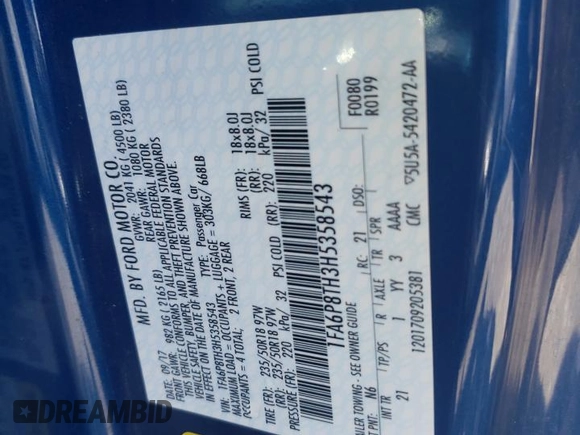 MFD. BY FORD MOTOR CO.
DATE: 09/17 GVWR: 2041 KG ( 4500 LB)
FRONT GAWR: 982 KG ( 2165 LB) REAR GAWR: 1080 KG ( 2380 LB)
THIS VEHICLE CONFORMS TO ALL APPLICABLE FEDERAL MOTOR
VEHICLE SAFETY, BUMPER, AND THEFT PREVENTION STANDARDS
IN EFFECT ON THE DATE OF MANUFACTURE SHOWN ABOVE.
VIN: 1FA6P8TH3H5358543 TYPE: Passenger Car
MAXIMUM LOAD = OCCUPANTS + LUGGAGE = 303KG/ 668LB
OCCUPANTS = 4 TOTAL: 2 FRONT, 2 REAR
TIRE (FR): 235/50R18 97W RIMS (FR): 18x8.0J
(RR): 235/50R18 97W (RR): 18x8.0J
PRESSURE (FR): 220 kPa/ 32 PSI COLD (RR): 220 kPa/ 32 PSI COLD
1FA6P8TH3H5358543
F0080
R0199
TRAILER TOWING - SEE OWNER GUIDE
EXT PNT: N6 RC: 21 DSO:
INT TR TP/PS R AXLE TR SPR
21 I YY 3 AAAA
120170920538I CMC ▽5U5A-5420472-AA
DREAMBID